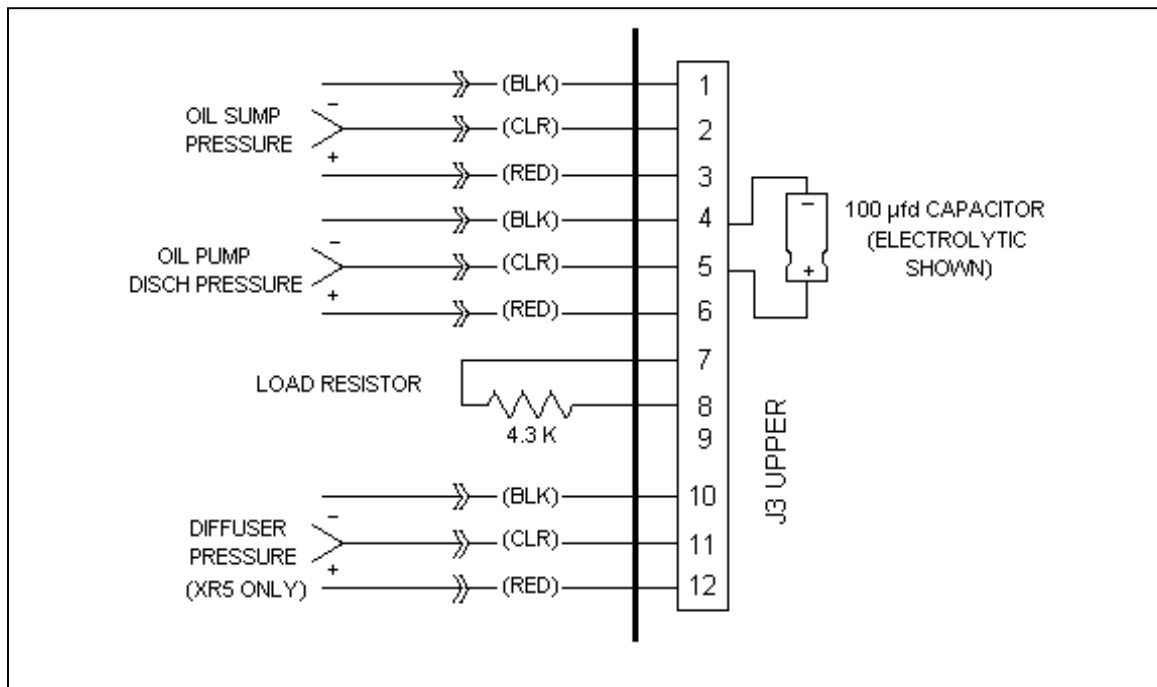 (BLK) 1
OIL SUMP
PRESSURE
−
+
(CLR) 2
(RED) 3
(BLK) 4
OIL PUMP
DISCH PRESSURE
−
+
(CLR) 5
(RED) 6
7
LOAD RESISTOR
4.3 K
8
9
(BLK) 10
DIFFUSER
PRESSURE
(XR5 ONLY)
−
+
(CLR) 11
(RED) 12
J3 UPPER
−
+
100 µfd CAPACITOR
(ELECTROLYTIC
SHOWN)